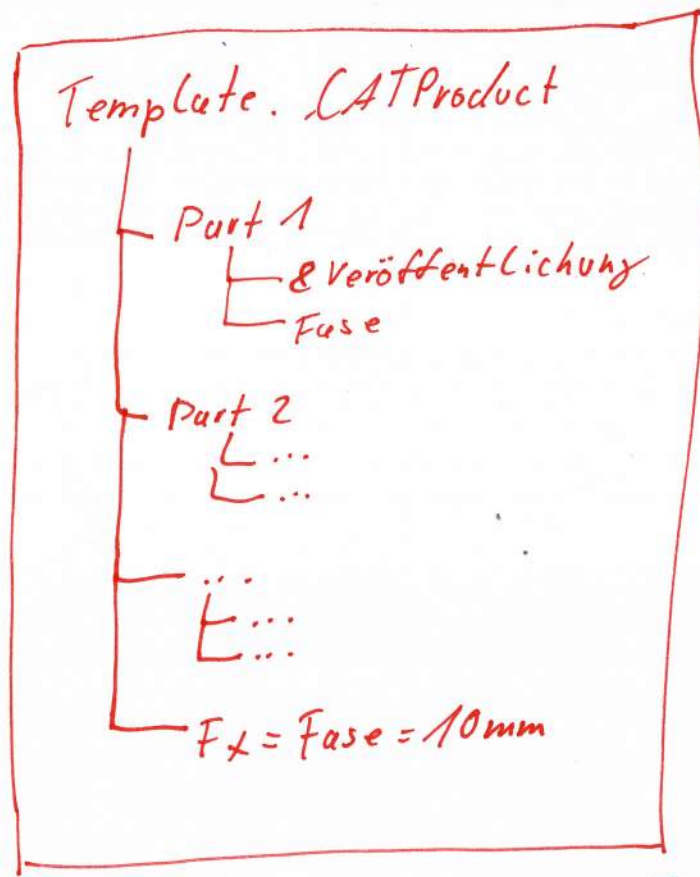 Template. CATProduct
Part 1
& Veröffentlichung
Fase
Part 2
...
...
...
...
...
Fx = Fase = 10mm